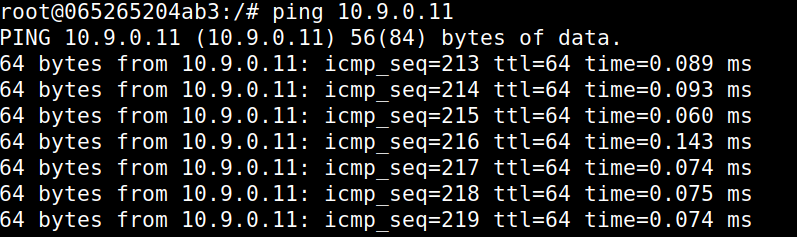 root@065265204ab3:/# ping 10.9.0.11
PING 10.9.0.11 (10.9.0.11) 56(84) bytes of data.
64 bytes from 10.9.0.11: icmp_seq=213 ttl=64 time=0.089 ms
64 bytes from 10.9.0.11: icmp_seq=214 ttl=64 time=0.093 ms
64 bytes from 10.9.0.11: icmp_seq=215 ttl=64 time=0.060 ms
64 bytes from 10.9.0.11: icmp_seq=216 ttl=64 time=0.143 ms
64 bytes from 10.9.0.11: icmp_seq=217 ttl=64 time=0.074 ms
64 bytes from 10.9.0.11: icmp_seq=218 ttl=64 time=0.075 ms
64 bytes from 10.9.0.11: icmp_seq=219 ttl=64 time=0.074 ms